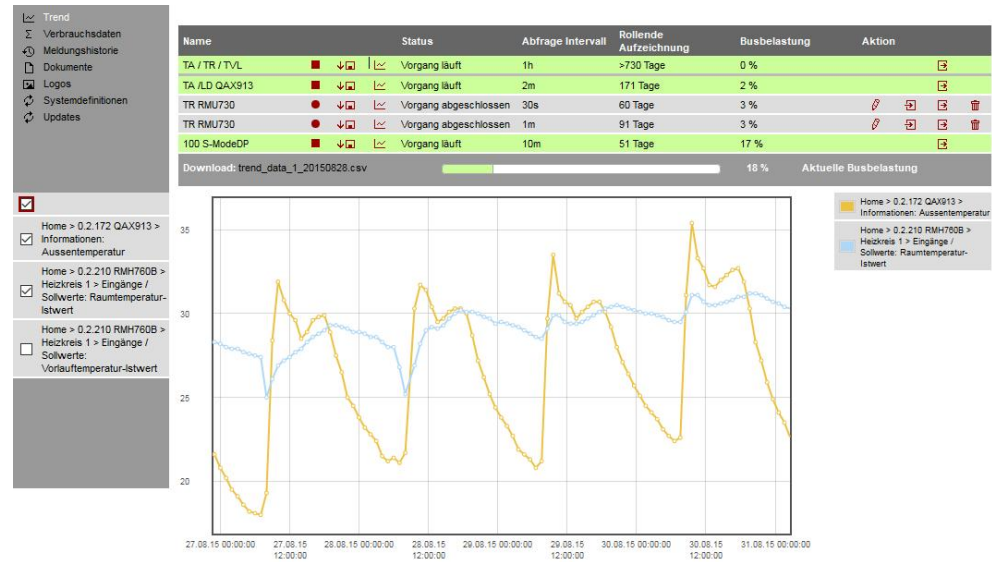 Trend
Verbrauchsdaten
Meldungshistorie
Dokumente
Logos
Systemdefinitionen
Updates
Name Status Abfrage Intervall Rollende Aufzeichnung Busbelastung Aktion
TA / TR / TVL Vorgang läuft 1h >730 Tage 0 %
TA /LD QAX913 Vorgang läuft 2m 171 Tage 2 %
TR RMU730 Vorgang abgeschlossen 30s 60 Tage 3 %
TR RMU730 Vorgang abgeschlossen 1m 91 Tage 3 %
100 S-ModeDP Vorgang läuft 10m 51 Tage 17 %
Download: trend_data_1_20150828.csv 18 % Aktuelle Busbelastung
Home > 0.2.172 QAX913 >
Informationen:
Aussentemperatur
Home > 0.2.210 RMH760B >
Heizkreis 1 > Eingänge /
Sollwerte: Raumtemperatur-
Istwert
Home > 0.2.210 RMH760B >
Heizkreis 1 > Eingänge /
Sollwerte:
Vorlauftemperatur-Istwert
35
30
25
20
27.08.15 00:00:00
27.08.15
12:00:00
28.08.15 00:00:00
28.08.15
12:00:00
29.08.15 00:00:00
29.08.15
12:00:00
30.08.15 00:00:00
30.08.15
12:00:00
31.08.15 00:00:00
Home > 0.2.172 QAX913 >
Informationen: Aussentemperatur
Home > 0.2.210 RMH760B >
Heizkreis 1 > Eingänge /
Sollwerte: Raumtemperatur-
Istwert